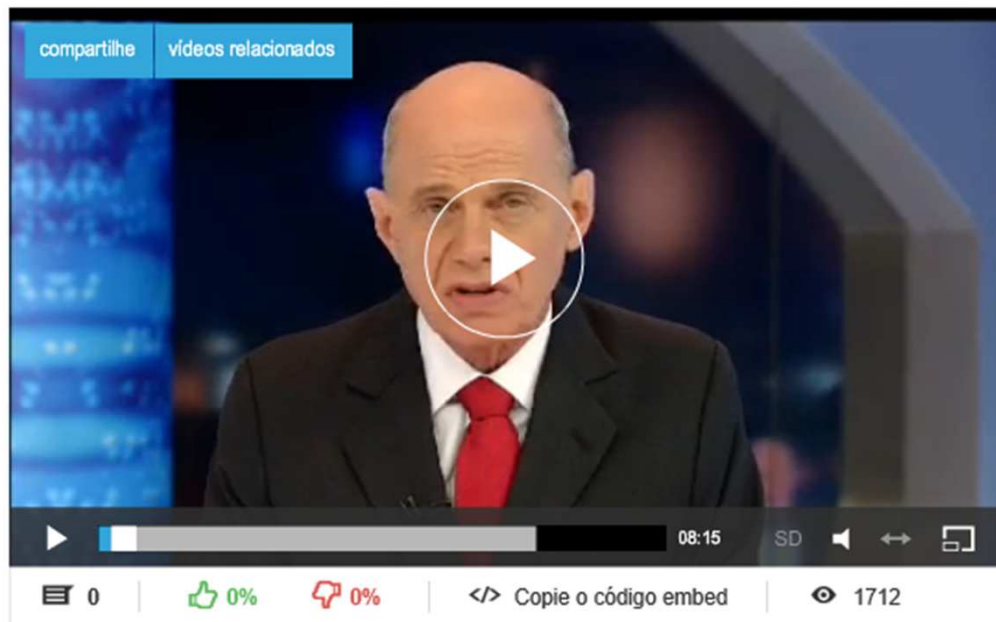 compartilhe vídeos relacionados
08:15 SD
0 0% 0% </> Copie o código embed 1712